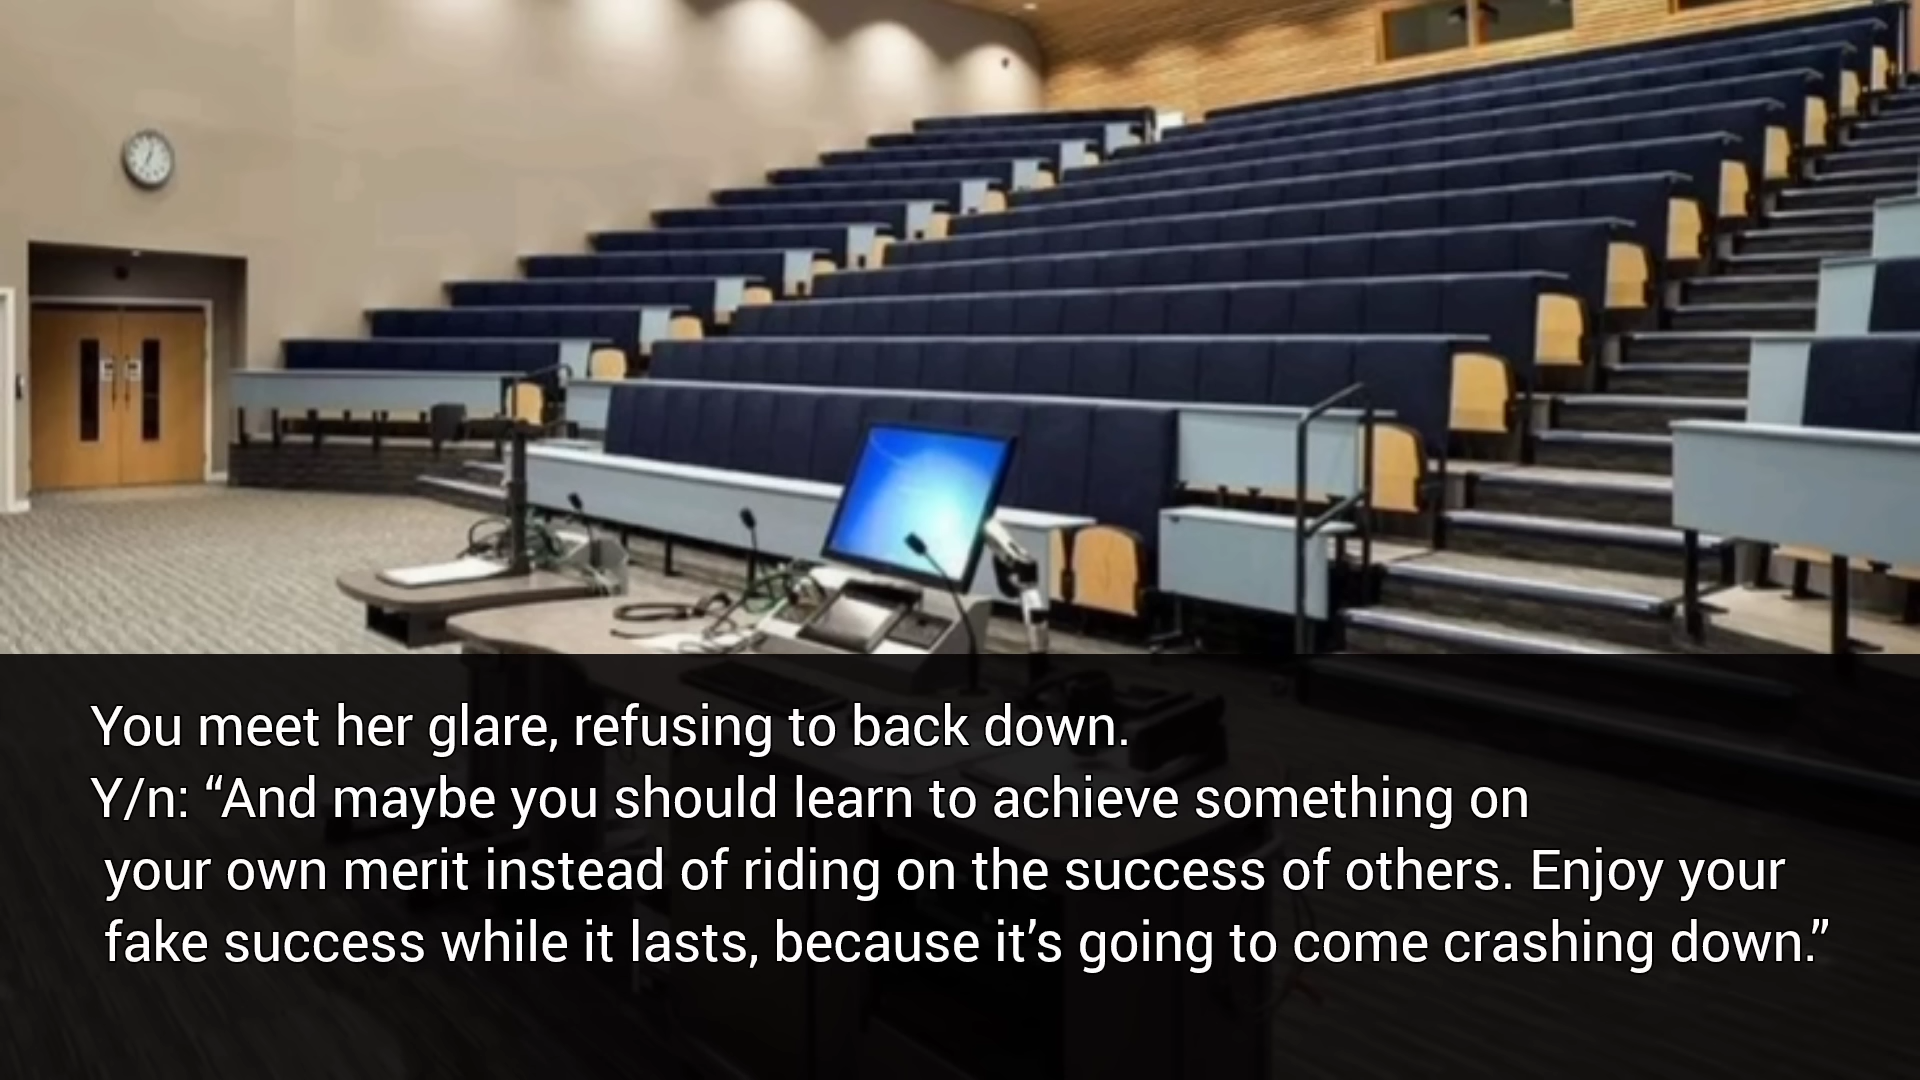 You meet her glare, refusing to back down.
Y/n: “And maybe you should learn to achieve something on
your own merit instead of riding on the success of others. Enjoy your
fake success while it lasts, because it’s going to come crashing down.”